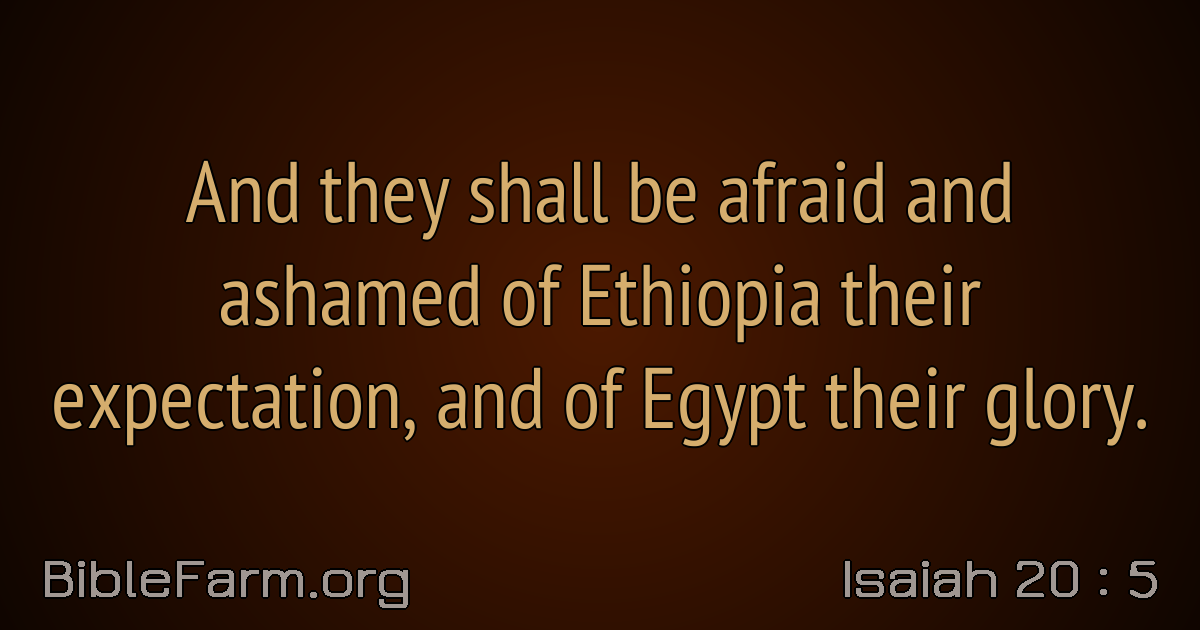 And they shall be afraid and
ashamed of Ethiopia their
expectation, and of Egypt their glory.
BibleFarm.org
Isaiah 20 : 5